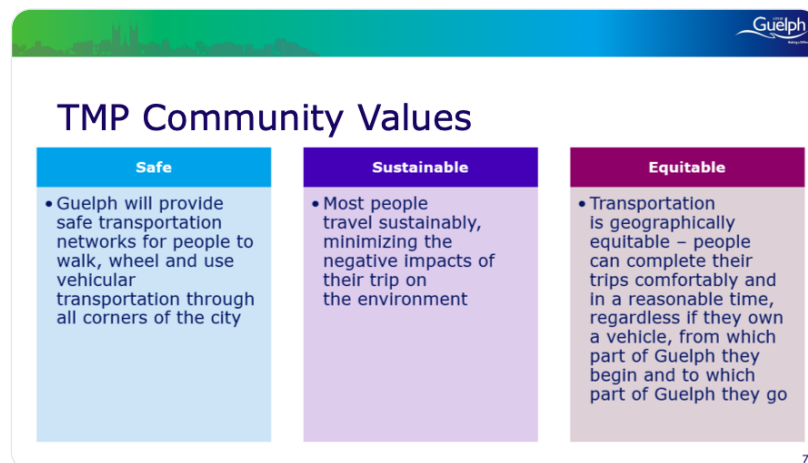 Guelph
TMP Community Values
Safe
• Guelph will provide
safe transportation
networks for people to
walk, wheel and use
vehicular
transportation through
all corners of the city
Sustainable
• Most people
travel sustainably,
minimizing the
negative impacts of
their trip on
the environment
Equitable
• Transportation
is geographically
equitable – people
can complete their
trips comfortably and
in a reasonable time,
regardless if they own
a vehicle, from which
part of Guelph they
begin and to which
part of Guelph they go
7